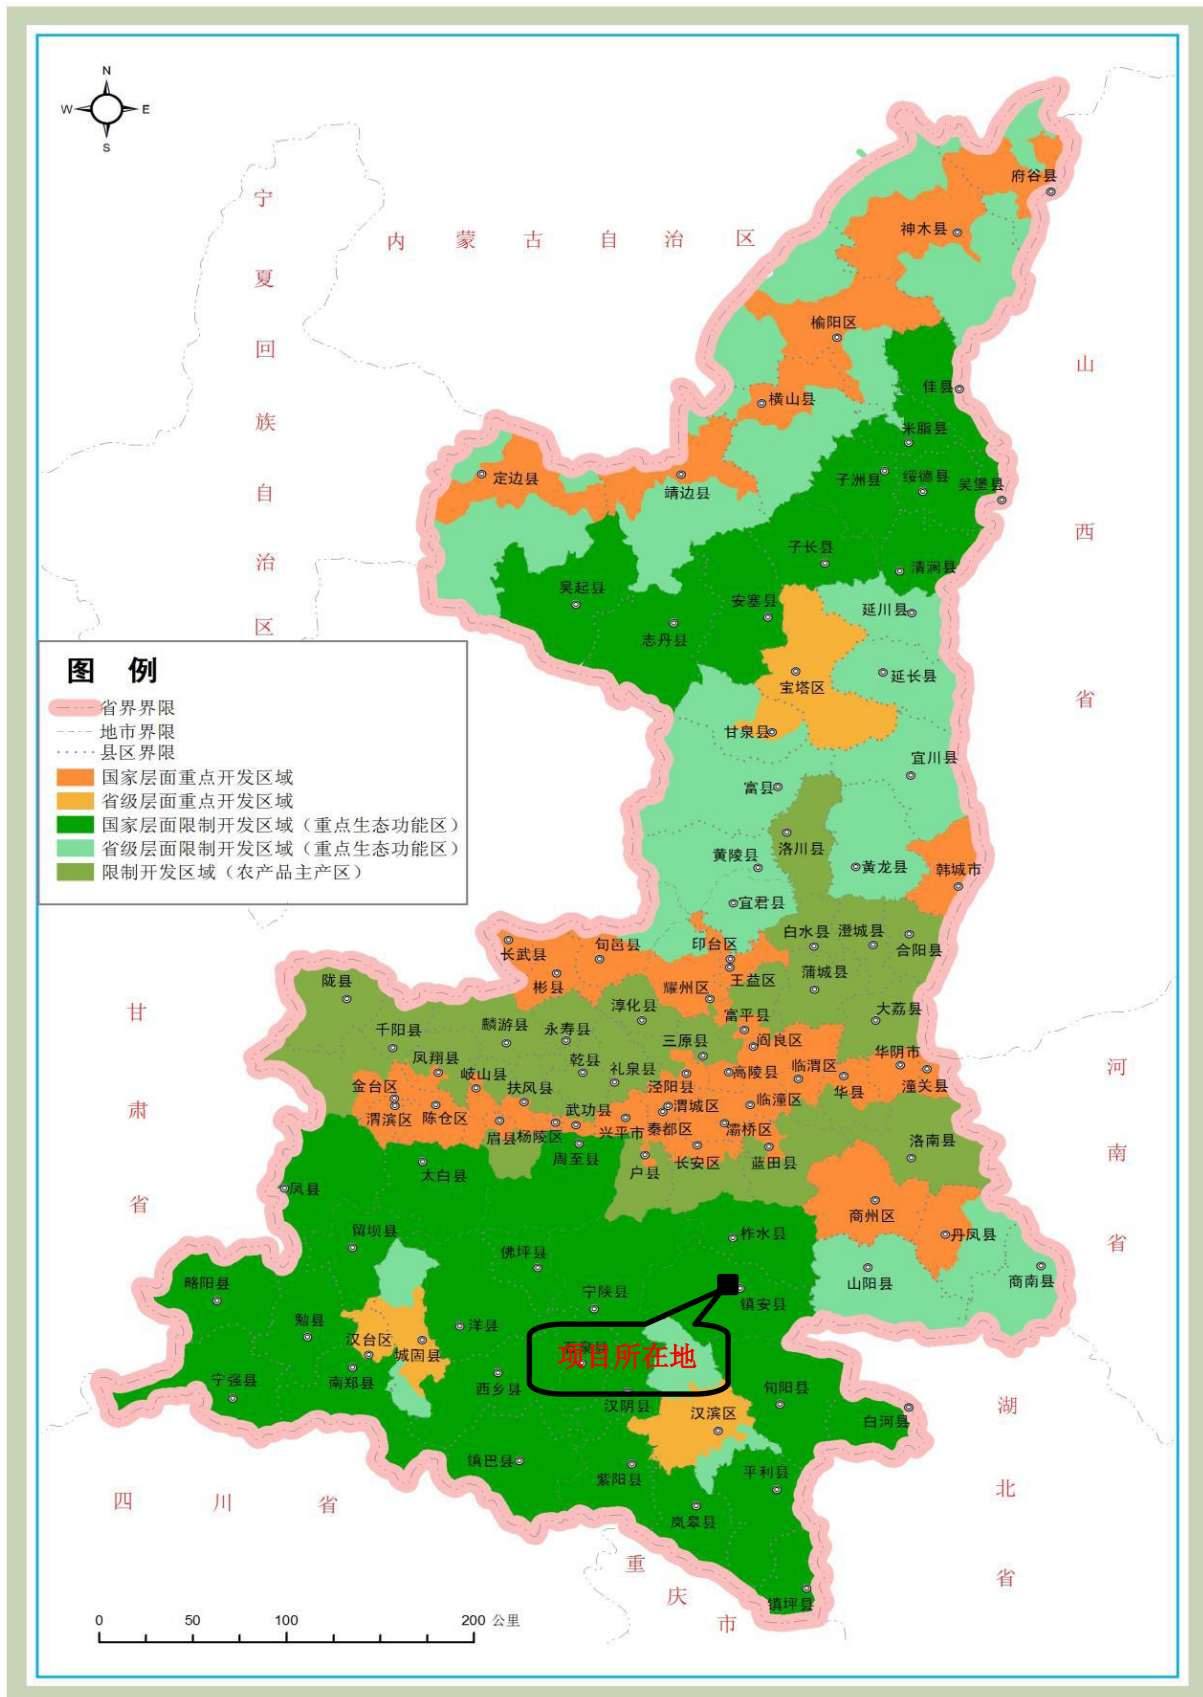 N
W E
S
宁夏回族自治区
内蒙古自治区
山西省
府谷县
神木县
榆阳区
横山县
佳县
米脂县
子洲县
绥德县
吴堡县
定边县
靖边县
子长县
清涧县
吴起县
安塞县
延川县
志丹县
宝塔区
延长县
甘泉县
宜川县
富县
洛川县
黄陵县
黄龙县
韩城市
宜君县
图 例
省界界限
地市界限
县区界限
国家层面重点开发区域
省级层面重点开发区域
国家层面限制开发区域（重点生态功能区）
省级层面限制开发区域（重点生态功能区）
限制开发区域（农产品主产区）
白水县
澄城县
合阳县
长武县
旬邑县
印台区
彬县
王益区
耀州区
蒲城县
陇县
淳化县
富平县
大荔县
千阳县
麟游县
永寿县
三原县
阎良区
凤翔县
乾县
礼泉县
高陵县
临渭区
华阴市
金台区
岐山县
扶风县
泾阳县
华县
潼关县
渭滨区
陈仓区
武功县
渭城区
临潼区
眉县
杨陵区
兴平市
秦都区
灞桥区
洛南县
周至县
户县
长安区
蓝田县
太白县
凤县
商州区
留坝县
佛坪县
柞水县
丹凤县
略阳县
宁陕县
镇安县
山阳县
商南县
勉县
汉台区
城固县
洋县
项目所在地
宁强县
南郑县
西乡县
汉阴县
旬阳县
汉滨区
白河县
镇巴县
紫阳县
平利县
岚皋县
镇坪县
甘肃省
河南省
湖北省
四川省
重庆市
0 50 100 200 公里